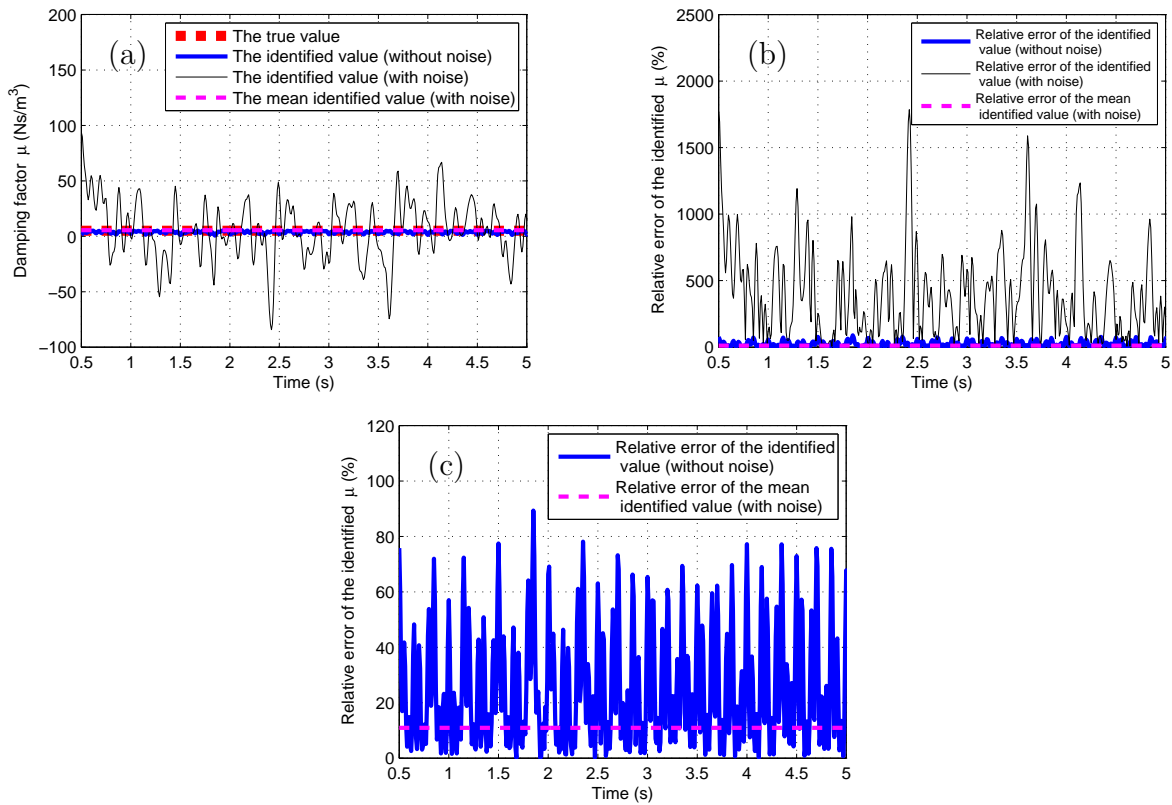 (a)
The true value
The identified value (without noise)
The identified value (with noise)
The mean identified value (with noise)
Damping factor μ (Ns/m³)
200
150
100
50
0
−50
−100
0.5 1 1.5 2 2.5 3 3.5 4 4.5 5
Time (s)
(b)
Relative error of the identified
value (without noise)
Relative error of the identified
value (with noise)
Relative error of the mean
identified value (with noise)
Relative error of the identified μ (%)
2500
2000
1500
1000
500
0
0.5 1 1.5 2 2.5 3 3.5 4 4.5 5
Time (s)
(c)
Relative error of the identified
value (without noise)
Relative error of the mean
identified value (with noise)
Relative error of the identified μ (%)
120
100
80
60
40
20
0
0.5 1 1.5 2 2.5 3 3.5 4 4.5 5
Time (s)